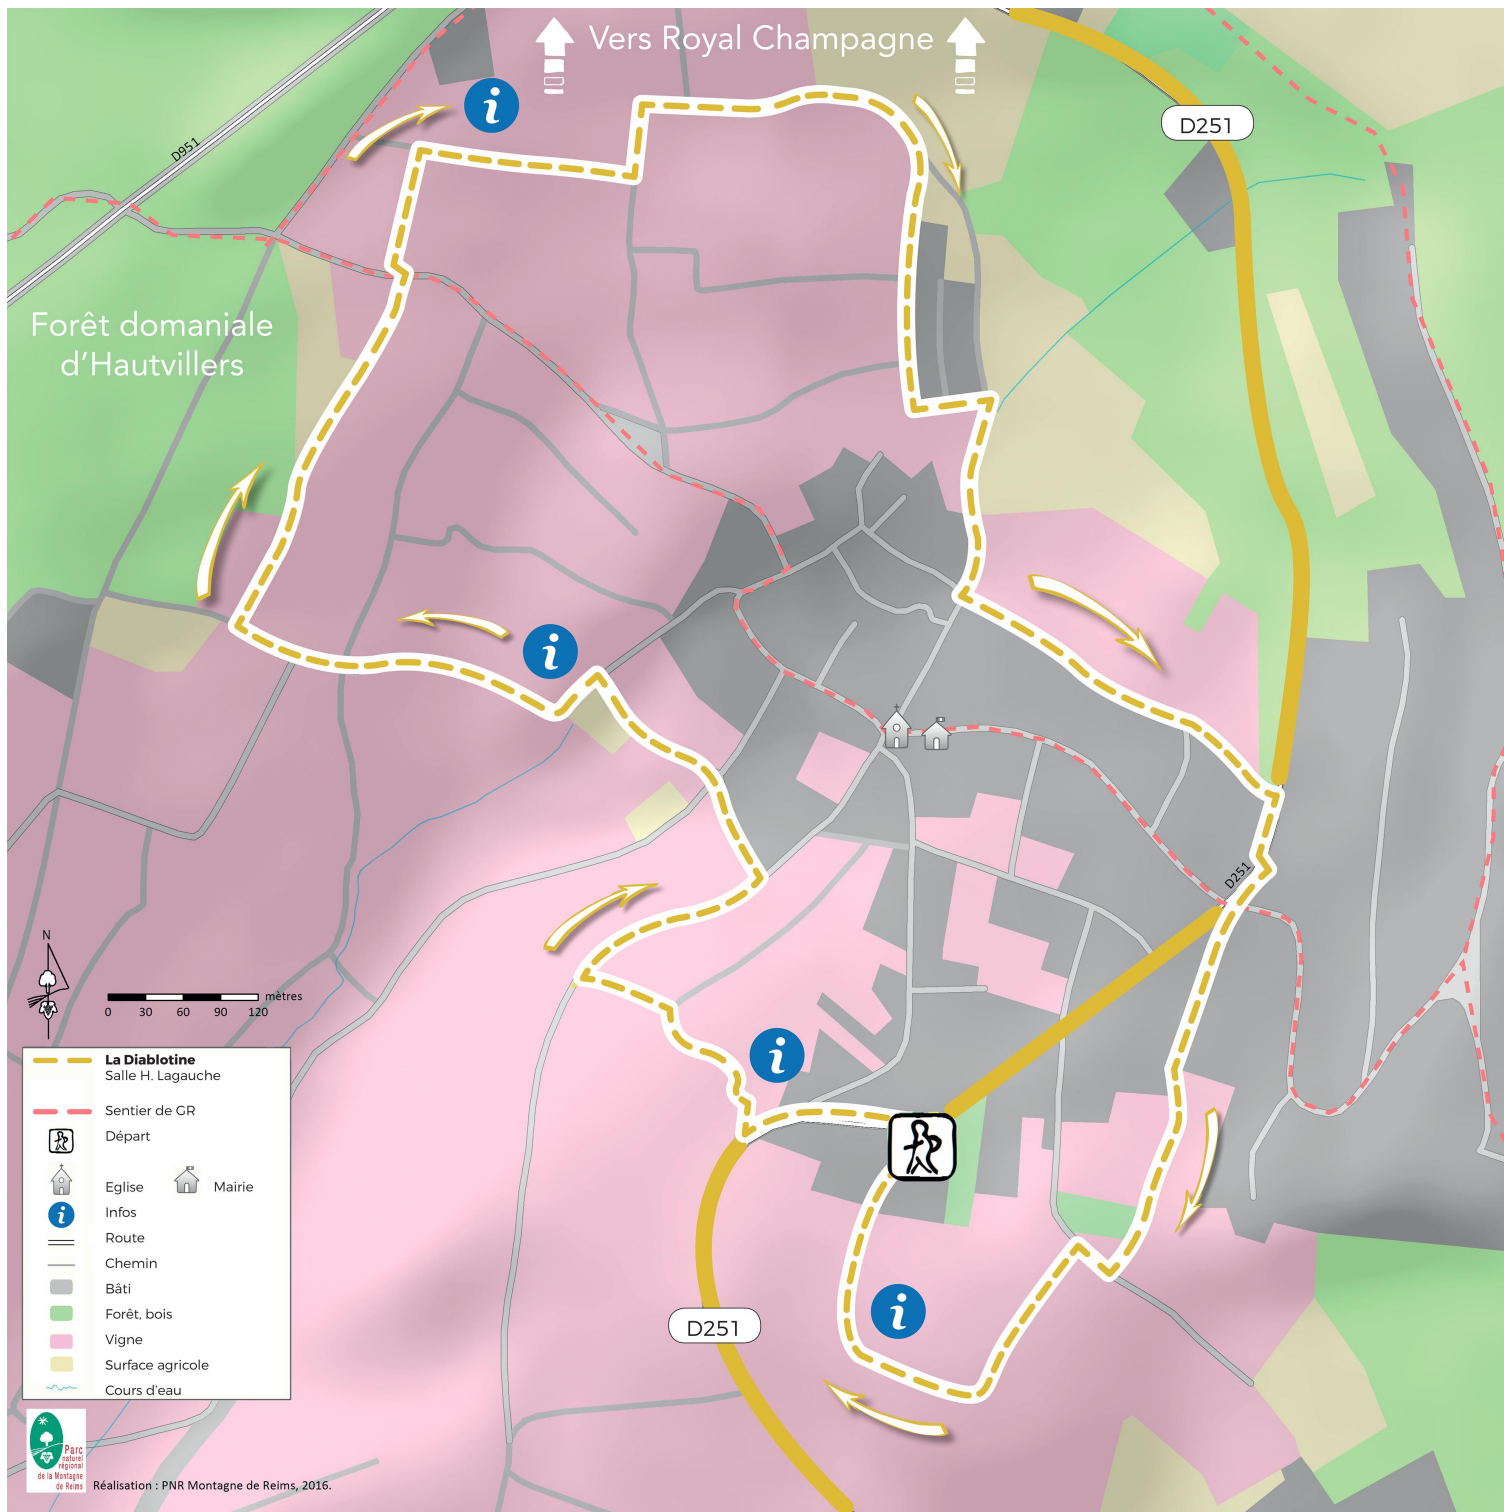 Vers Royal Champagne
D251
D951
Forêt domaniale
d'Hautvillers
D251
N
mètres
0 30 60 90 120
La Diablotine
Salle H. Lagauche
Sentier de GR
Départ
Eglise Mairie
Infos
Route
Chemin
Bâti
Forêt, bois
Vigne
Surface agricole
Cours d'eau
D251
Parc
naturel
régional
de la Montagne
de Reims
Réalisation : PNR Montagne de Reims, 2016.